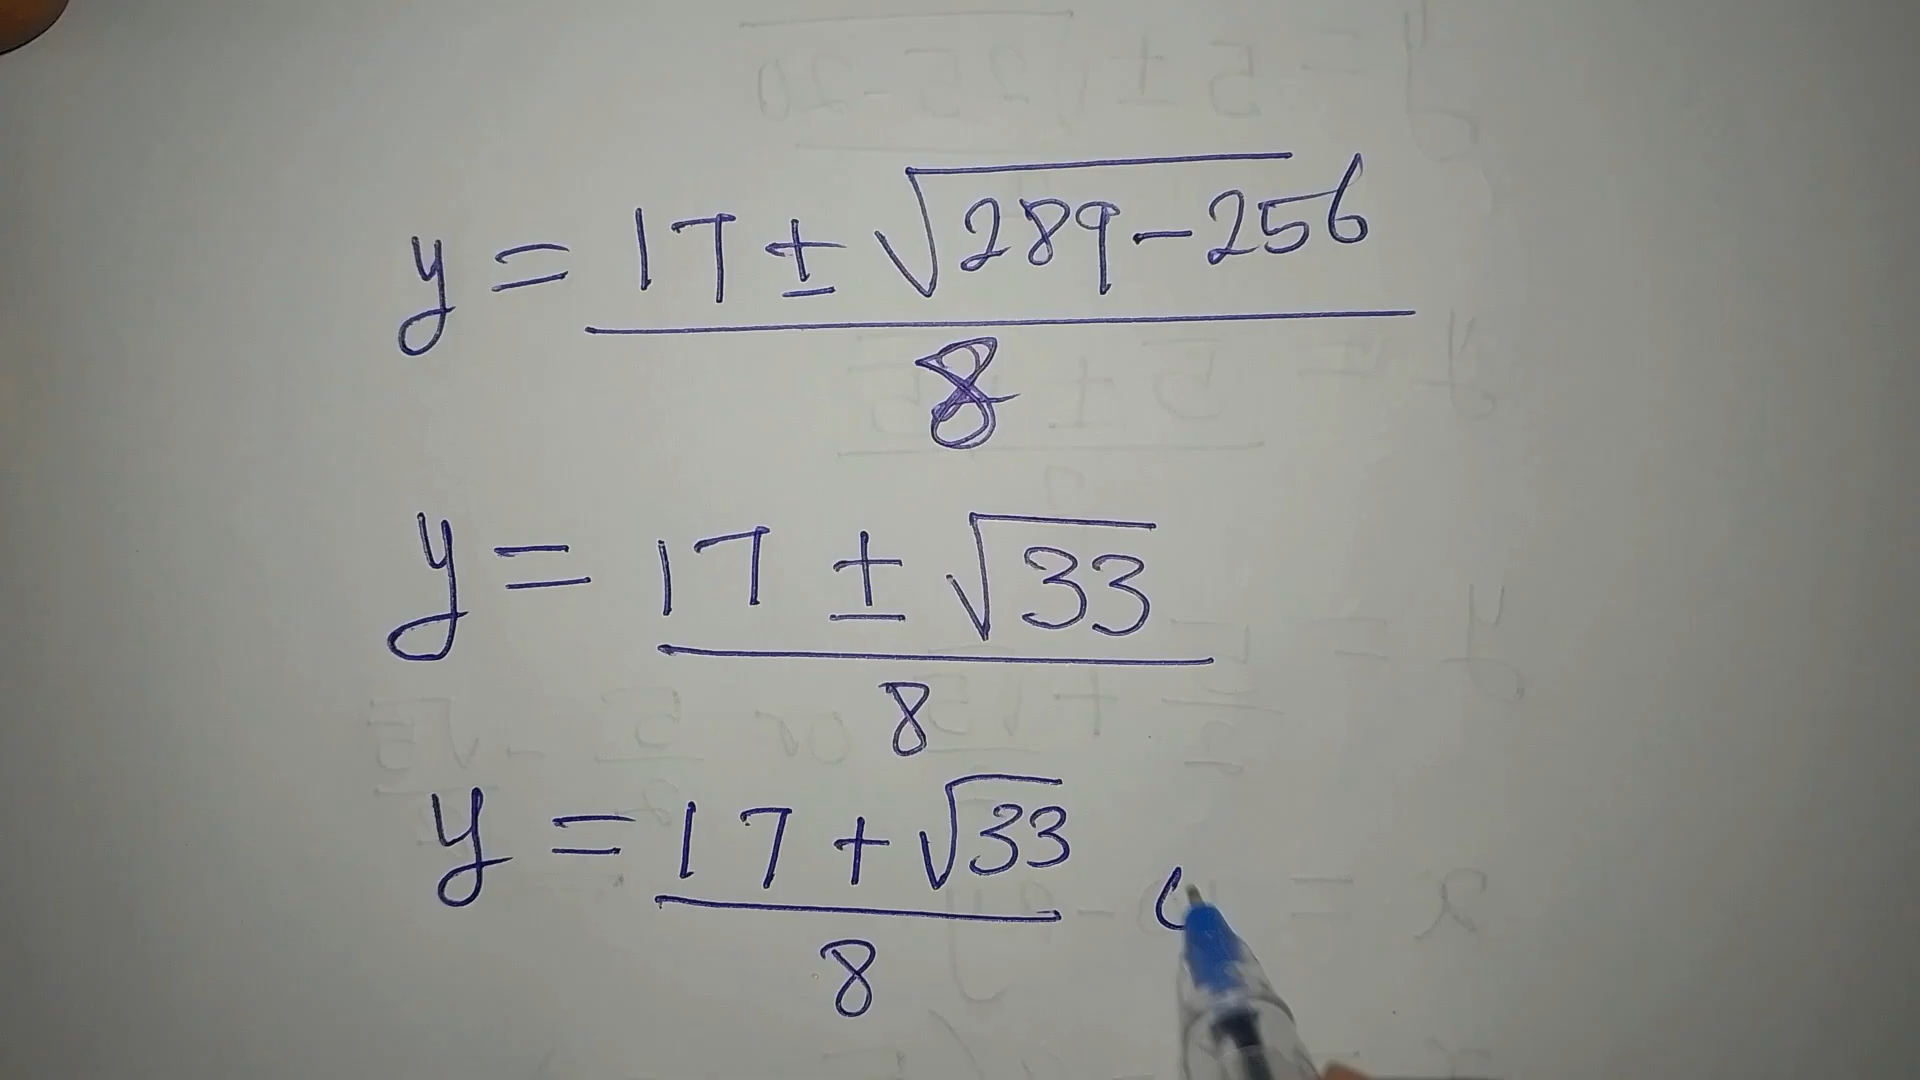 y = 17 ± √289-256 / 8
y = 17 ± √33 / 8
y = 17 + √33 / 8